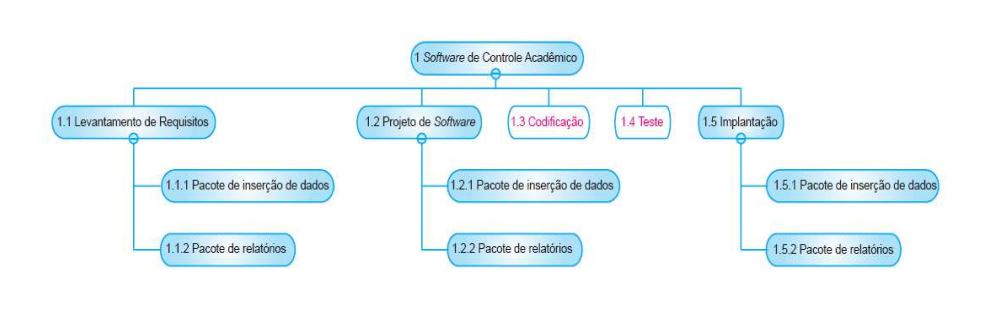 1 Software de Controle Acadêmico
1.1 Levantamento de Requisitos
1.2 Projeto de Software
1.3 Codificação
1.4 Teste
1.5 Implantação
1.1.1 Pacote de inserção de dados
1.2.1 Pacote de inserção de dados
1.5.1 Pacote de inserção de dados
1.1.2 Pacote de relatórios
1.2.2 Pacote de relatórios
1.5.2 Pacote de relatórios